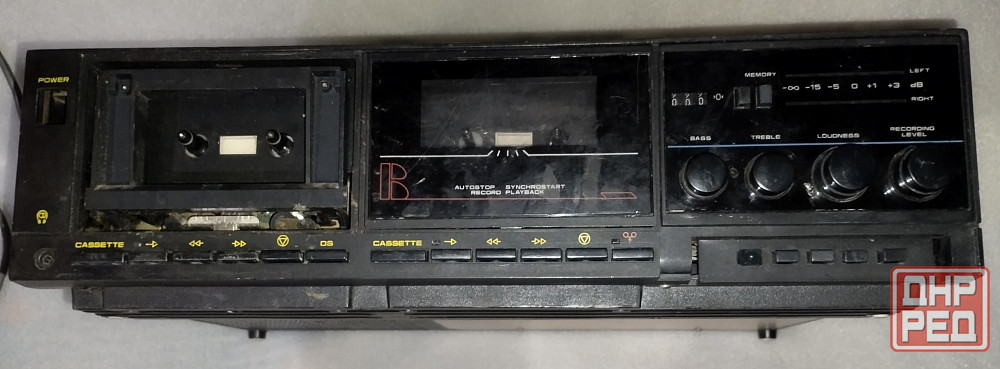 POWER
CASSETTE
DS
AUTOSTOP SYNCHROSTART
RECORD PLAYBACK
B
CASSETTE
MEMORY
LEFT
-∞ -15 -5 0 +1 +3 dB
RIGHT
BASS
TREBLE
LOUDNESS
RECORDING
LEVEL
ДНР
РЕД